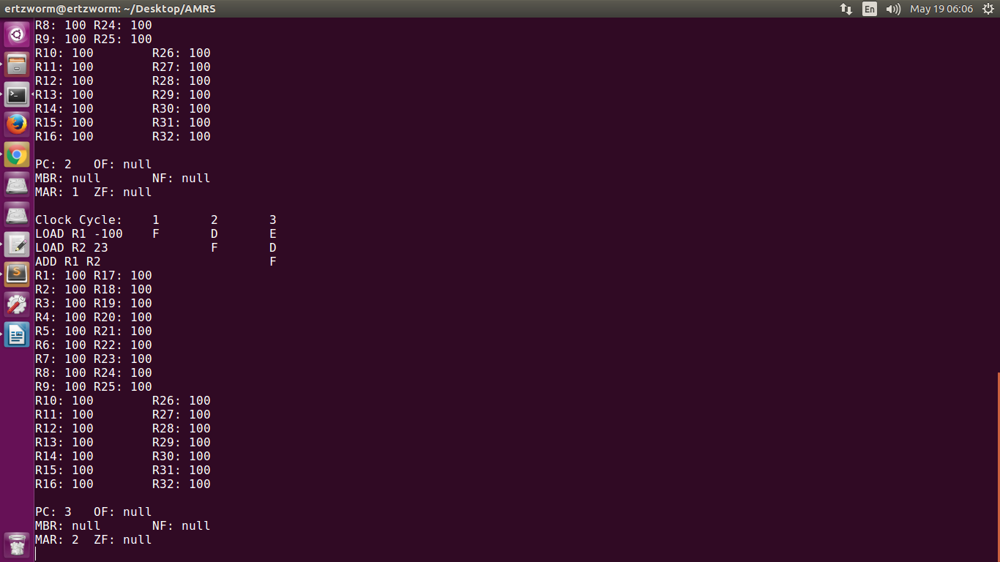 ertzworm@ertzworm: ~/Desktop/AMRS En May 19 06:06
R8: 100 R24: 100
R9: 100 R25: 100
R10: 100 R26: 100
R11: 100 R27: 100
R12: 100 R28: 100
R13: 100 R29: 100
R14: 100 R30: 100
R15: 100 R31: 100
R16: 100 R32: 100
PC: 2 OF: null
MBR: null NF: null
MAR: 1 ZF: null
Clock Cycle: 1 2 3
LOAD R1 -100 F D E
LOAD R2 23 F D
ADD R1 R2 F
R1: 100 R17: 100
R2: 100 R18: 100
R3: 100 R19: 100
R4: 100 R20: 100
R5: 100 R21: 100
R6: 100 R22: 100
R7: 100 R23: 100
R8: 100 R24: 100
R9: 100 R25: 100
R10: 100 R26: 100
R11: 100 R27: 100
R12: 100 R28: 100
R13: 100 R29: 100
R14: 100 R30: 100
R15: 100 R31: 100
R16: 100 R32: 100
PC: 3 OF: null
MBR: null NF: null
MAR: 2 ZF: null